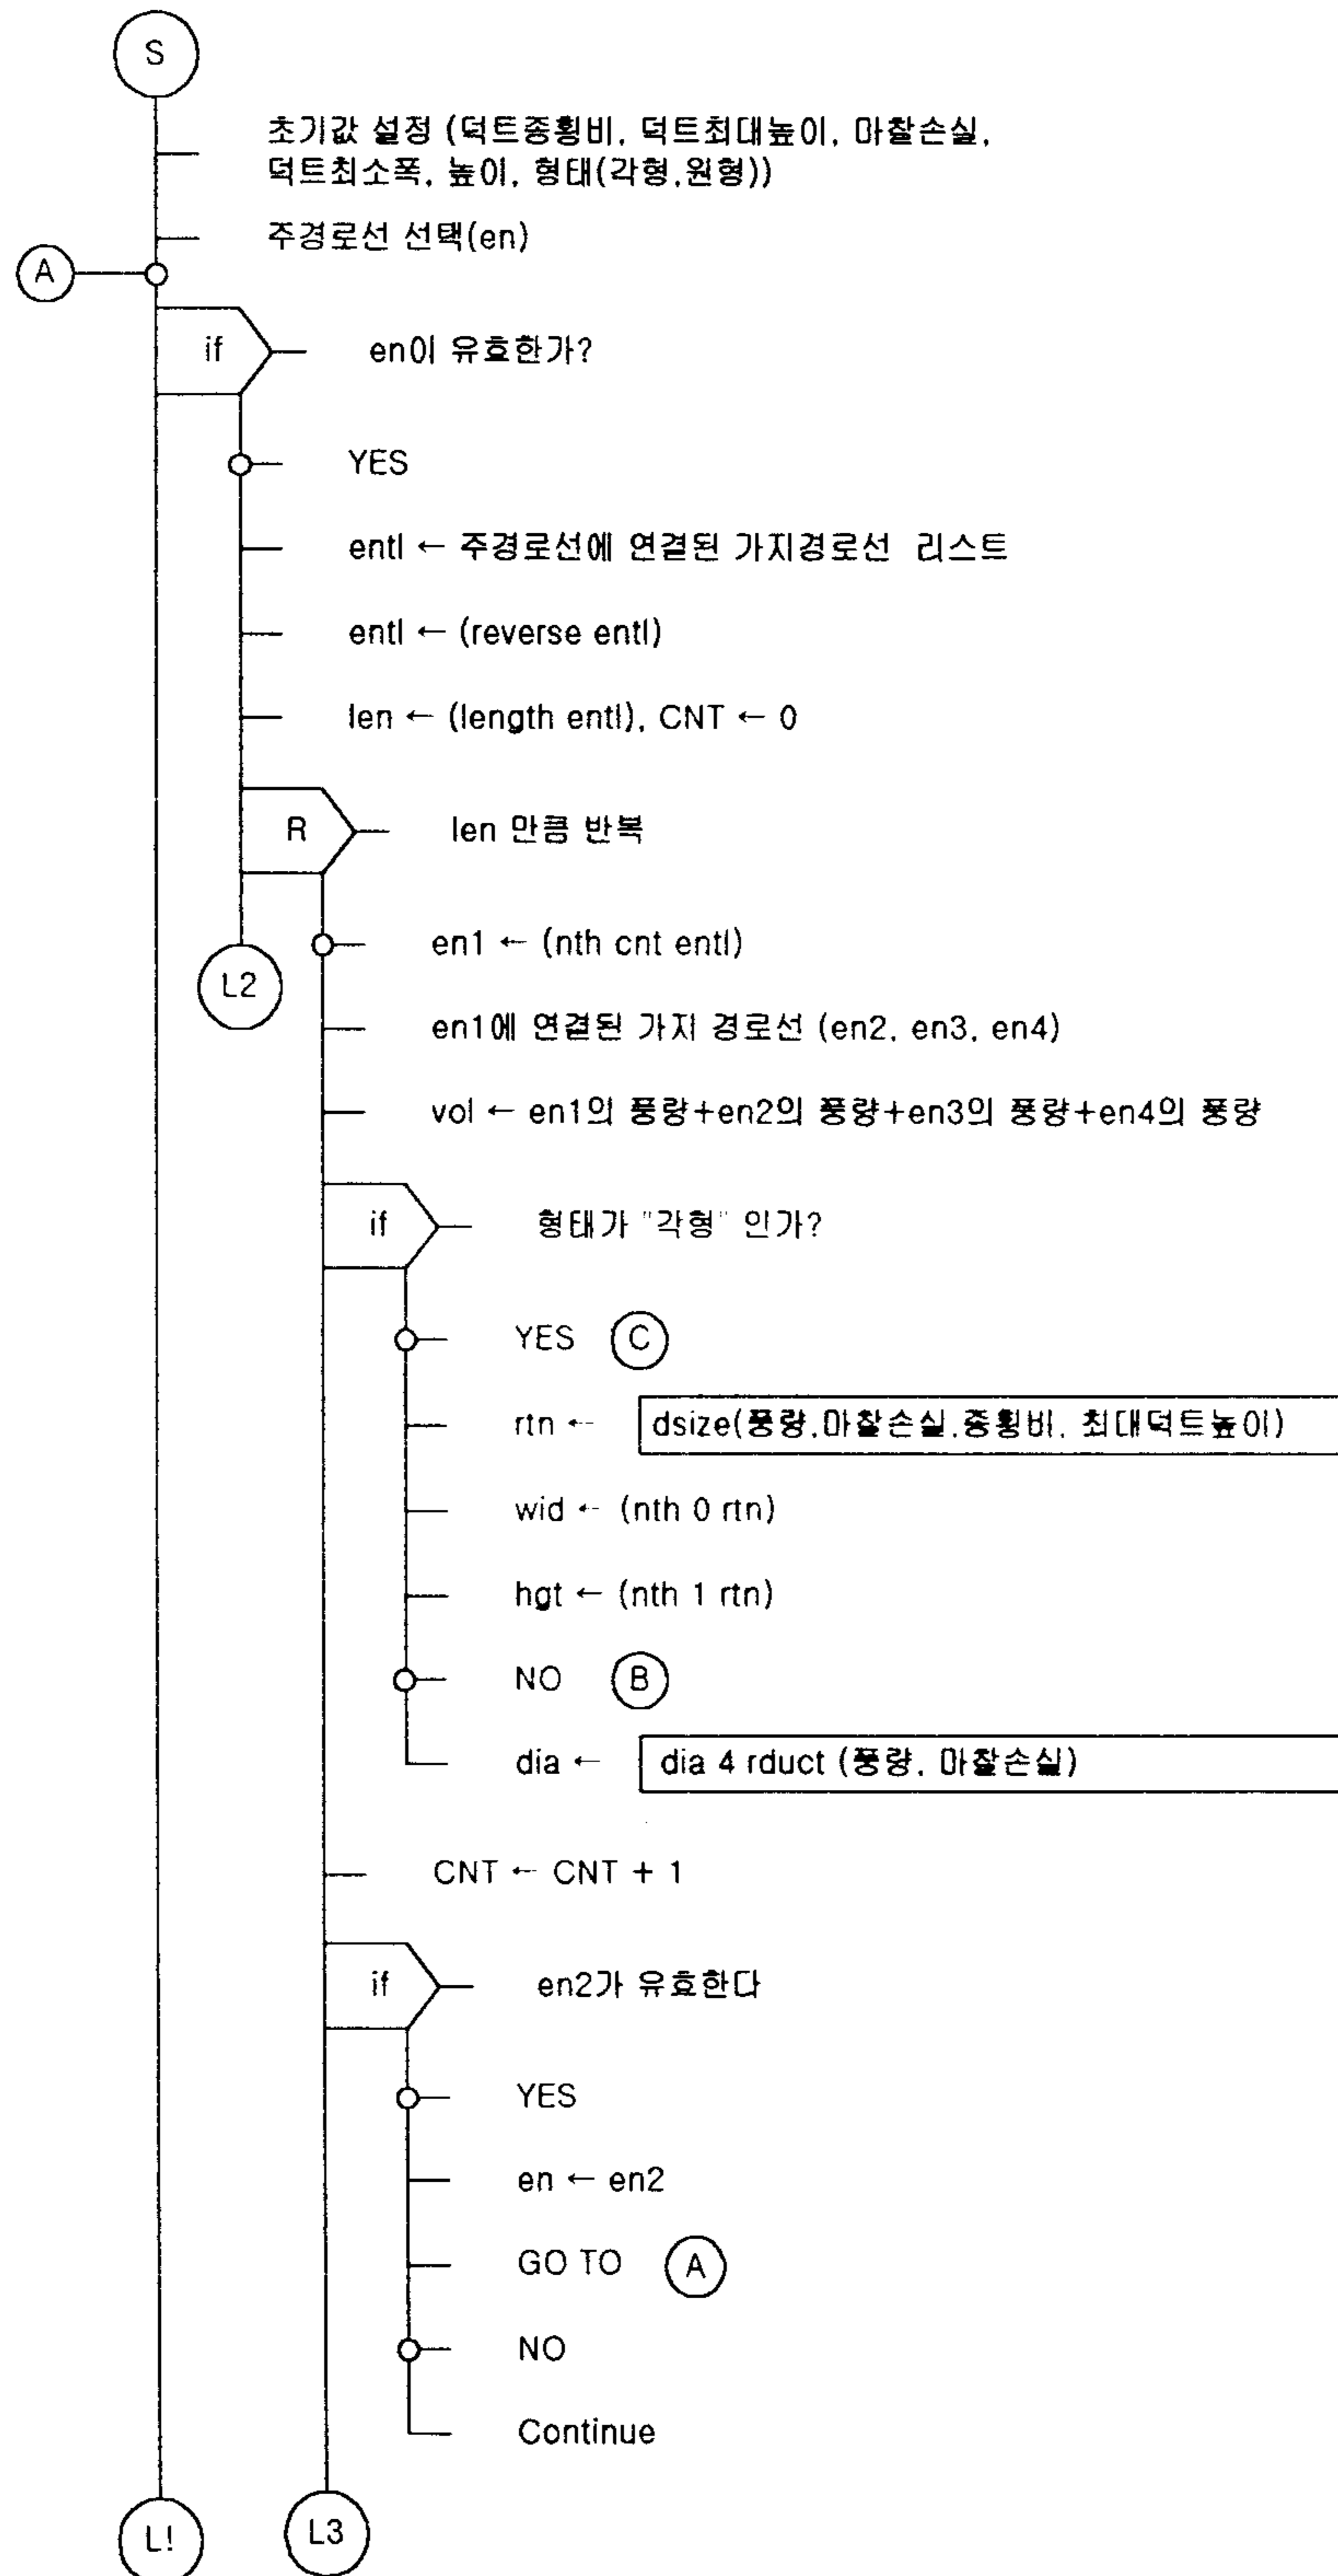 S
초기값 설정 (덕트종횡비, 덕트최대높이, 마찰손실,
덕트최소폭, 높이, 형태(각형,원형))
주경로선 선택(en)
A
if
en이 유효한가?
YES
entl ← 주경로선에 연결된 가지경로선 리스트
entl ← (reverse entl)
len ← (length entl), CNT ← 0
R
len 만큼 반복
en1 ← (nth cnt entl)
L2
en1에 연결된 가지 경로선 (en2, en3, en4)
vol ← en1의 풍량+en2의 풍량+en3의 풍량+en4의 풍량
if
형태가 "각형" 인가?
YES C
rtn ← dsize(풍량,마찰손실,종횡비, 최대덕트높이)
wid ← (nth 0 rtn)
hgt ← (nth 1 rtn)
NO B
dia ← dia 4 rduct (풍량, 마찰손실)
CNT ← CNT + 1
if
en2가 유효한다
YES
en ← en2
GO TO A
NO
Continue
L! L3